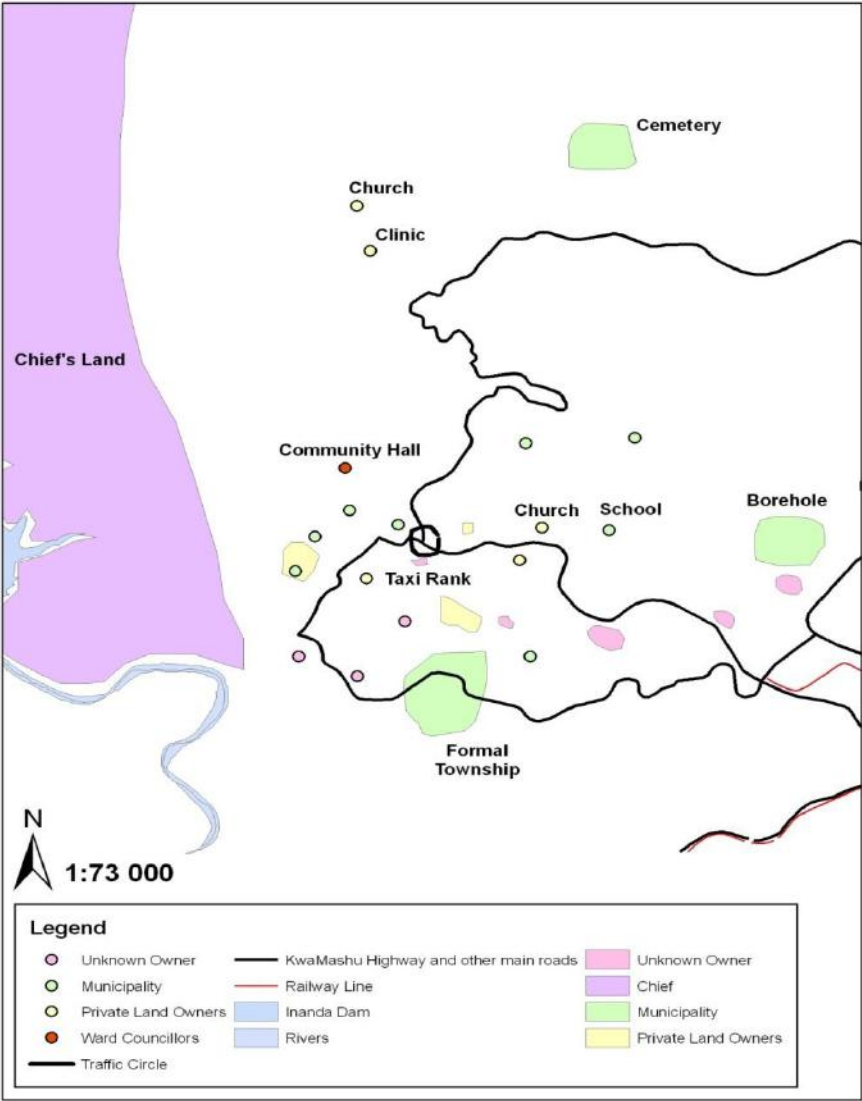 Cemetery
Church
Clinic
Chief's Land
Community Hall
Borehole
Church
School
Taxi Rank
Formal
Township
N
1:73 000
Legend
Unknown Owner
KwaMashu Highway and other main roads
Unknown Owner
Municipality
Railway Line
Chief
Private Land Owners
Inanda Dam
Municipality
Ward Councillors
Rivers
Private Land Owners
Traffic Circle